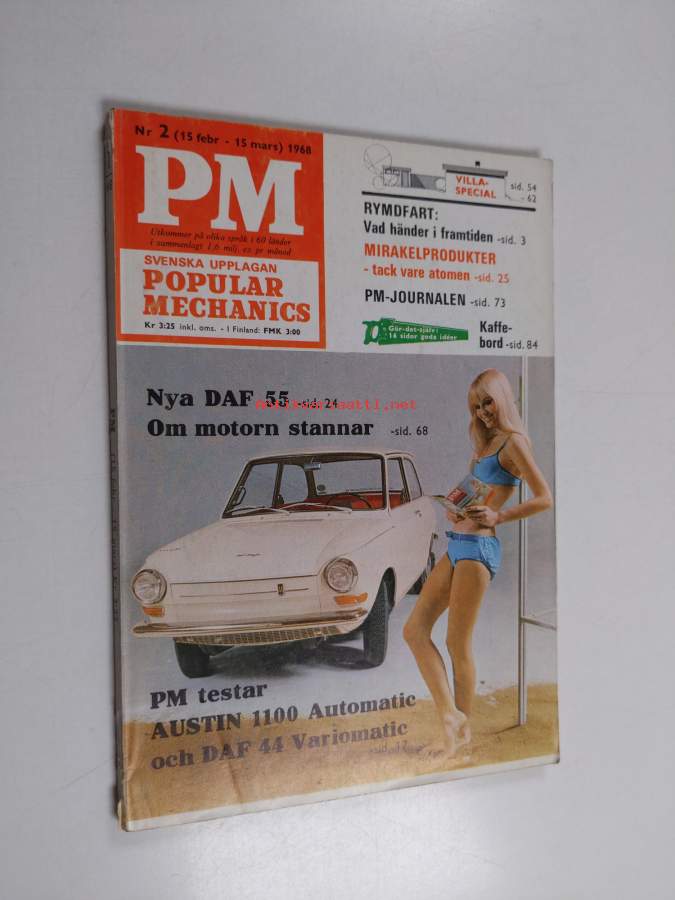 Nr 2 (15 febr - 15 mars) 1968
PM
Utkommer på olika språk i 60 länder
i sammenlagt 1,6 milj. ex. pr månad
SVENSKA UPPLAGAN
POPULAR
MECHANICS
Kr 3:25 inkl. oms. - I Finland: FMK 3:00
VILLA-
SPECIAL
sid. 54
- 62
RYMDFART:
Vad händer i framtiden -sid. 3
MIRAKELPRODUKTER
- tack vare atomen -sid. 25
PM-JOURNALEN -sid. 73
Gör-det-själv:
16 sidor goda idéer
Kaffe-
bord -sid. 84
Nya DAF 55 -sid. 24
Om motorn stannar -sid. 68
PM testar
AUSTIN 1100 Automatic
och DAF 44 Variomatic
PM